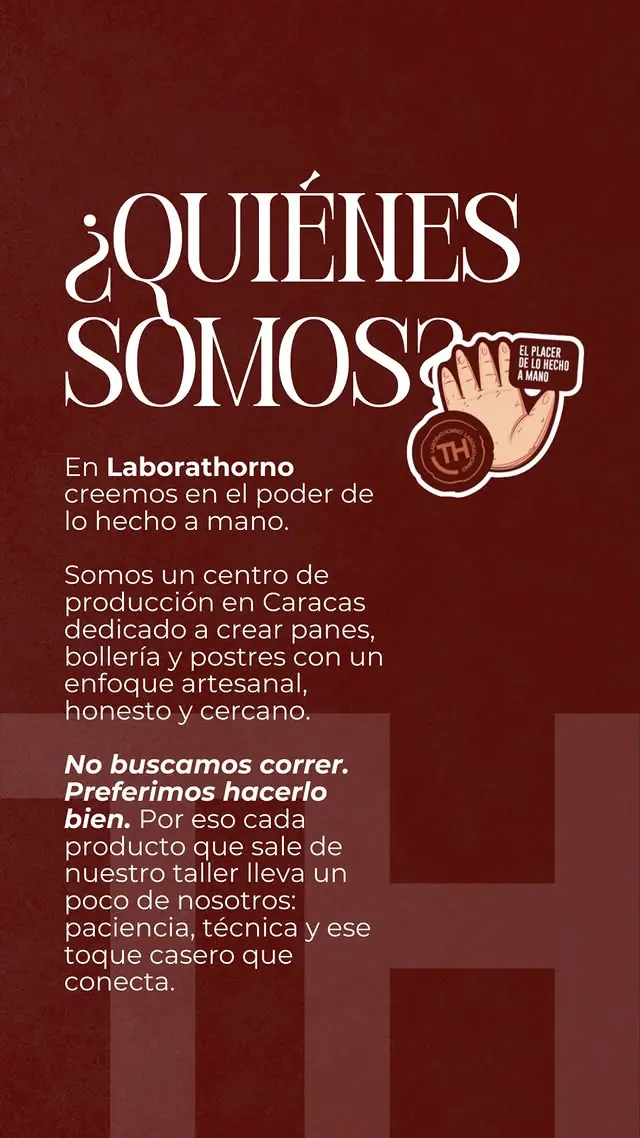 ¿QUIÉNES
SOMOS?
EL PLACER
DE LO HECHO
A MANO
LABORATHORNO LABORATHORNO
TH
En Laborathorno
creemos en el poder de
lo hecho a mano.
Somos un centro de
producción en Caracas
dedicado a crear panes,
bollería y postres con un
enfoque artesanal,
honesto y cercano.
No buscamos correr.
Preferimos hacerlo
bien. Por eso cada
producto que sale de
nuestro taller lleva un
poco de nosotros:
paciencia, técnica y ese
toque casero que
conecta.
TH